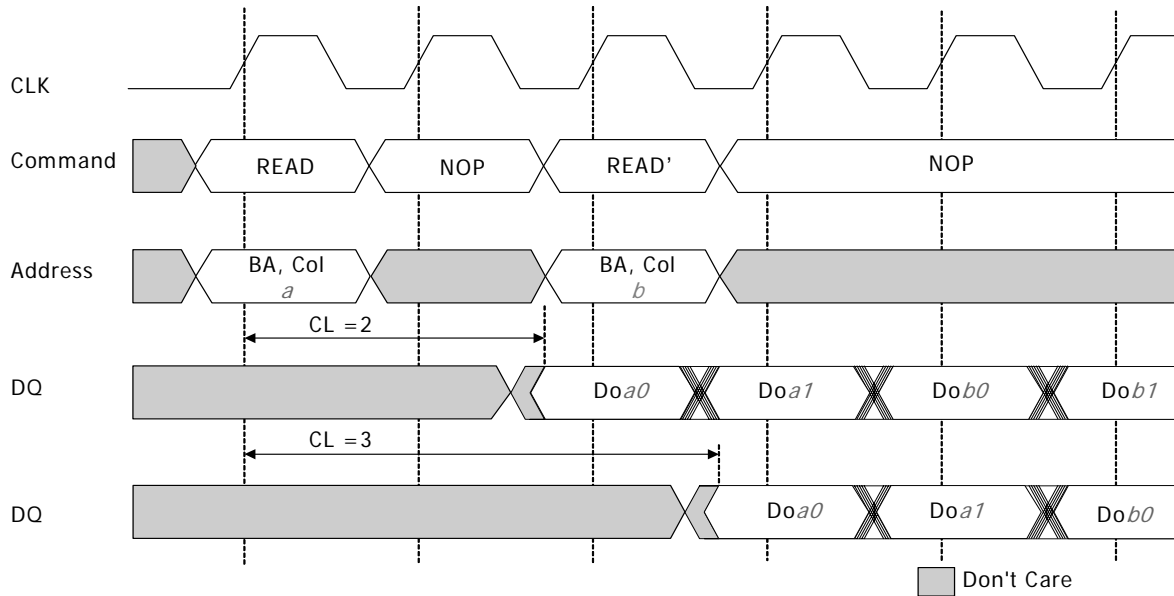 CLK
Command READ NOP READ' NOP
Address BA, Col a BA, Col b
CL =2
DQ Doa0 Doa1 Dob0 Dob1
CL =3
DQ Doa0 Doa1 Dob0
Don't Care